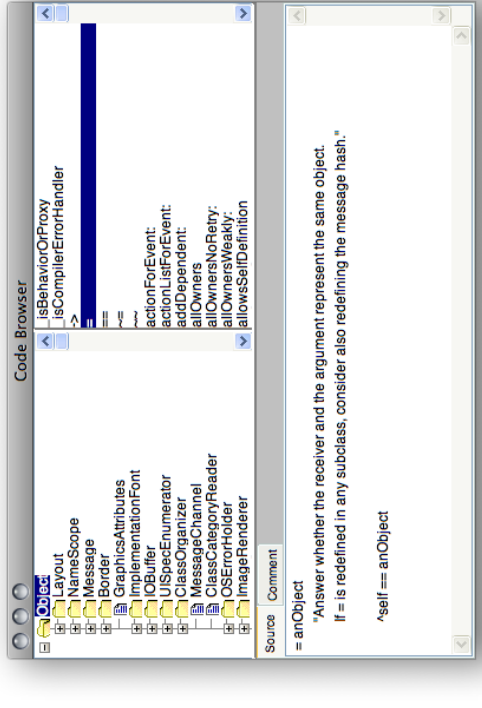 Code Browser
Object
Layout
NameScope
Message
Border
GraphicsAttributes
ImplementationFont
IOBuffer
UISpecEnumerator
ClassOrganizer
MessageChannel
ClassCategoryReader
OSErrorHolder
ImageRenderer
_isBehaviorOrProxy
_isCompilerErrorHandler
->
=
==
~=
~~
actionForEvent:
actionListForEvent:
addDependent:
allOwners
allOwnersNoRetry:
allOwnersWeakly:
allowsSelfDefinition
Source Comment
= anObject
"Answer whether the receiver and the argument represent the same object.
If = is redefined in any subclass, consider also redefining the message hash."
^self == anObject